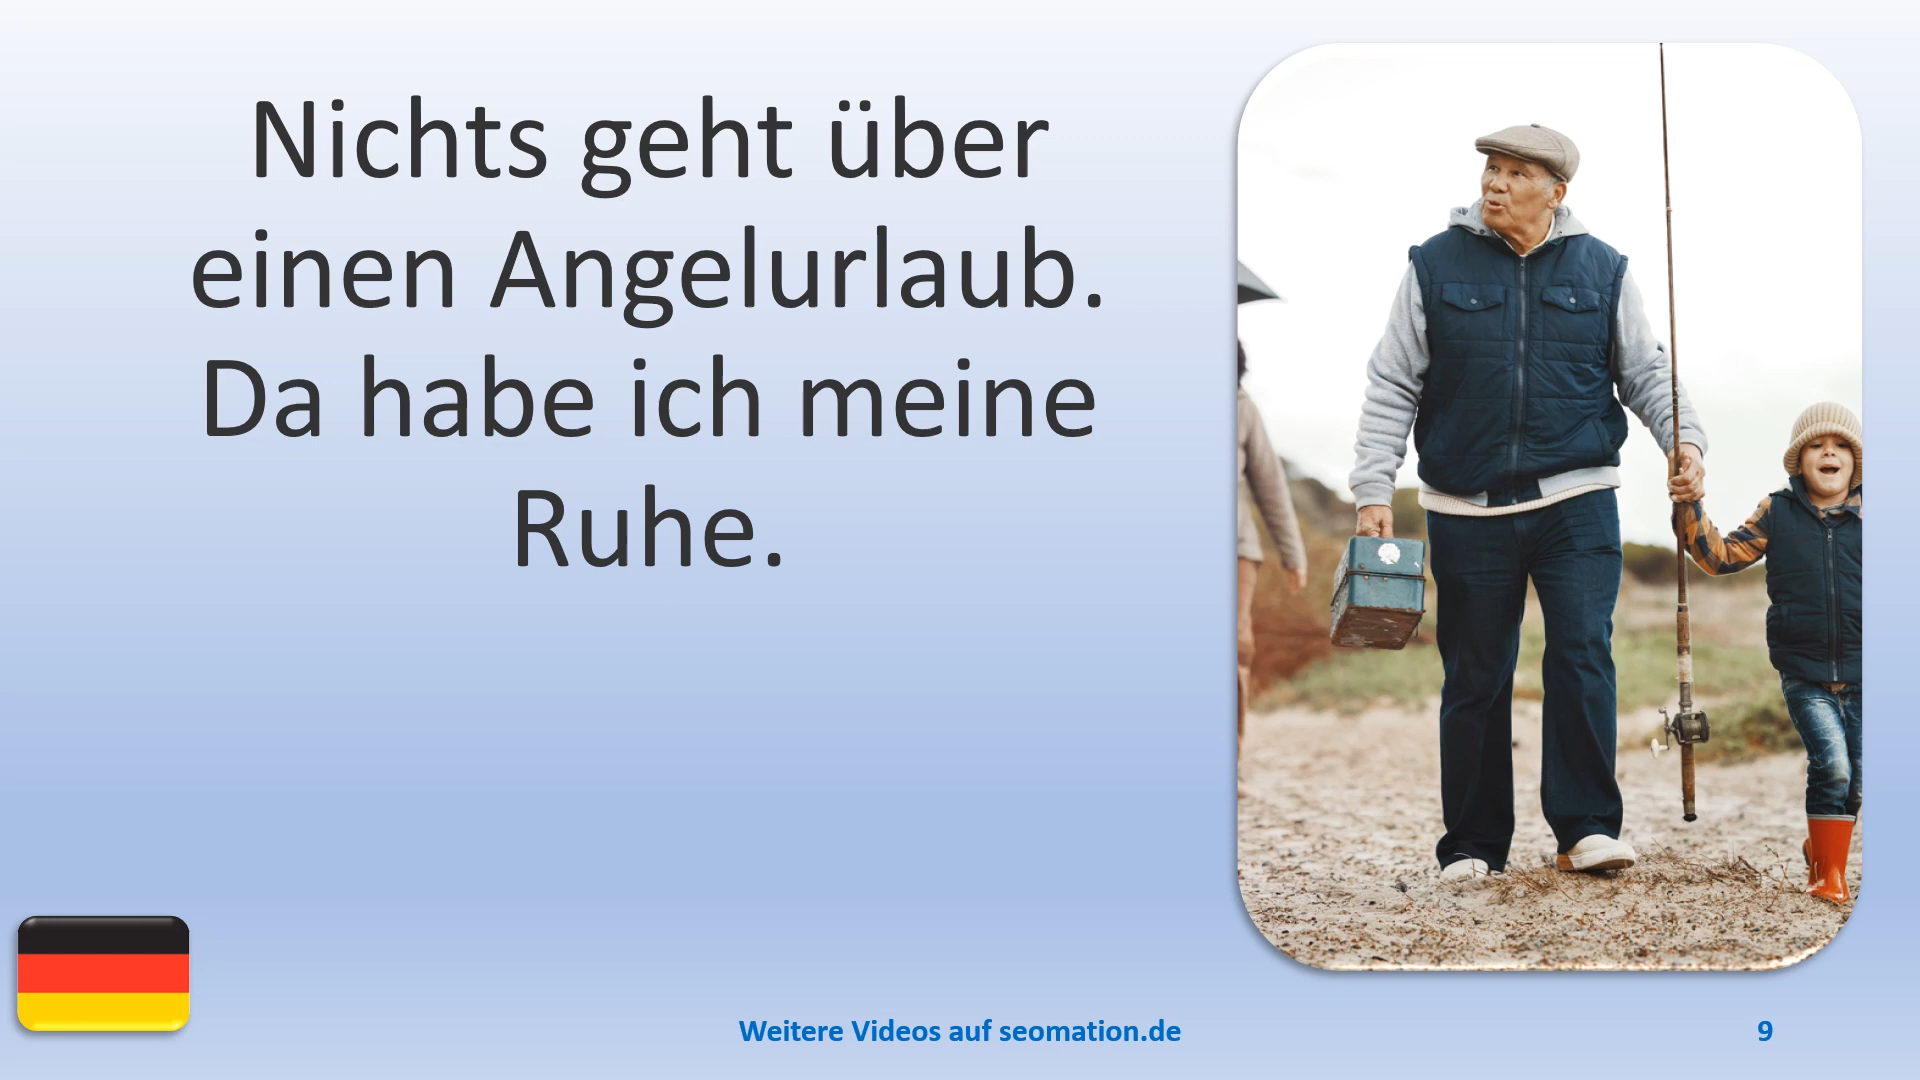 Nichts geht über
einen Angelurlaub.
Da habe ich meine
Ruhe.
Weitere Videos auf seomation.de
9